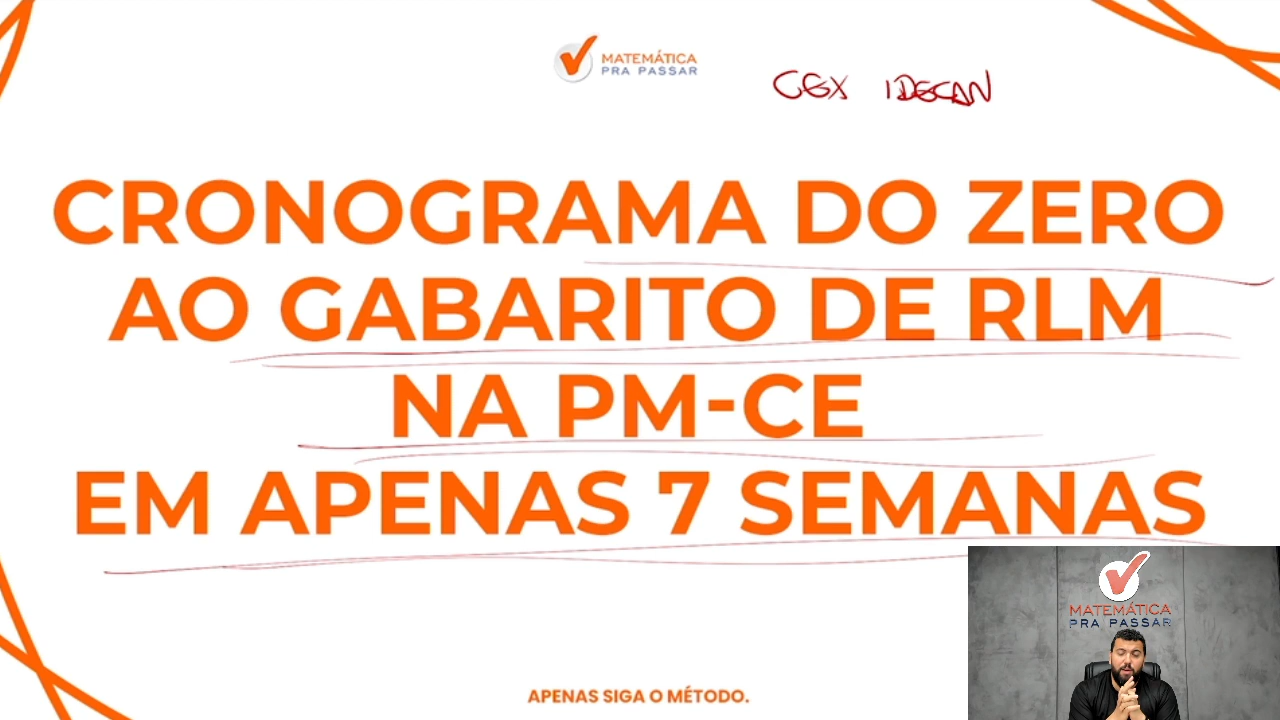 MATEMÁTICA
PRA PASSAR
IDECAN
CRONOGRAMA DO ZERO
AO GABARITO DE RLM
NA PM-CE
EM APENAS 7 SEMANAS
MATEMÁTICA
PRA PASSAR
APENAS SIGA O MÉTODO.